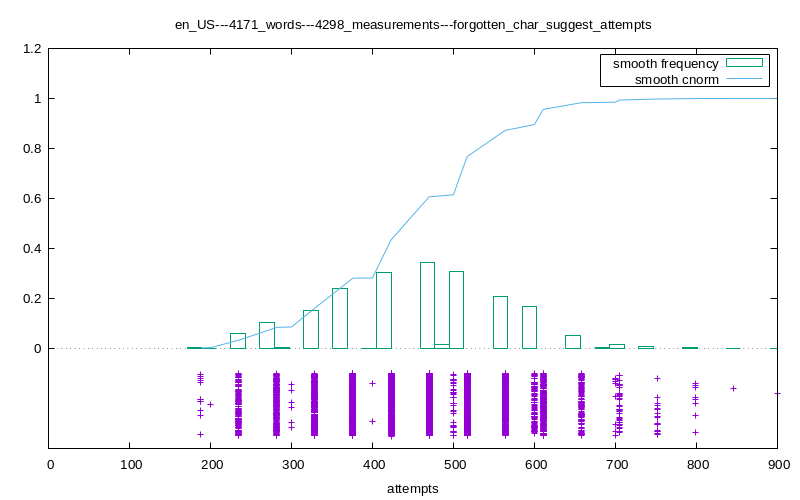 en_US---4171_words---4298_measurements---forgotten_char_suggest_attempts
1.2
smooth frequency
smooth cnorm
1
0.8
0.6
0.4
0.2
0
0 100 200 300 400 500 600 700 800 900
attempts